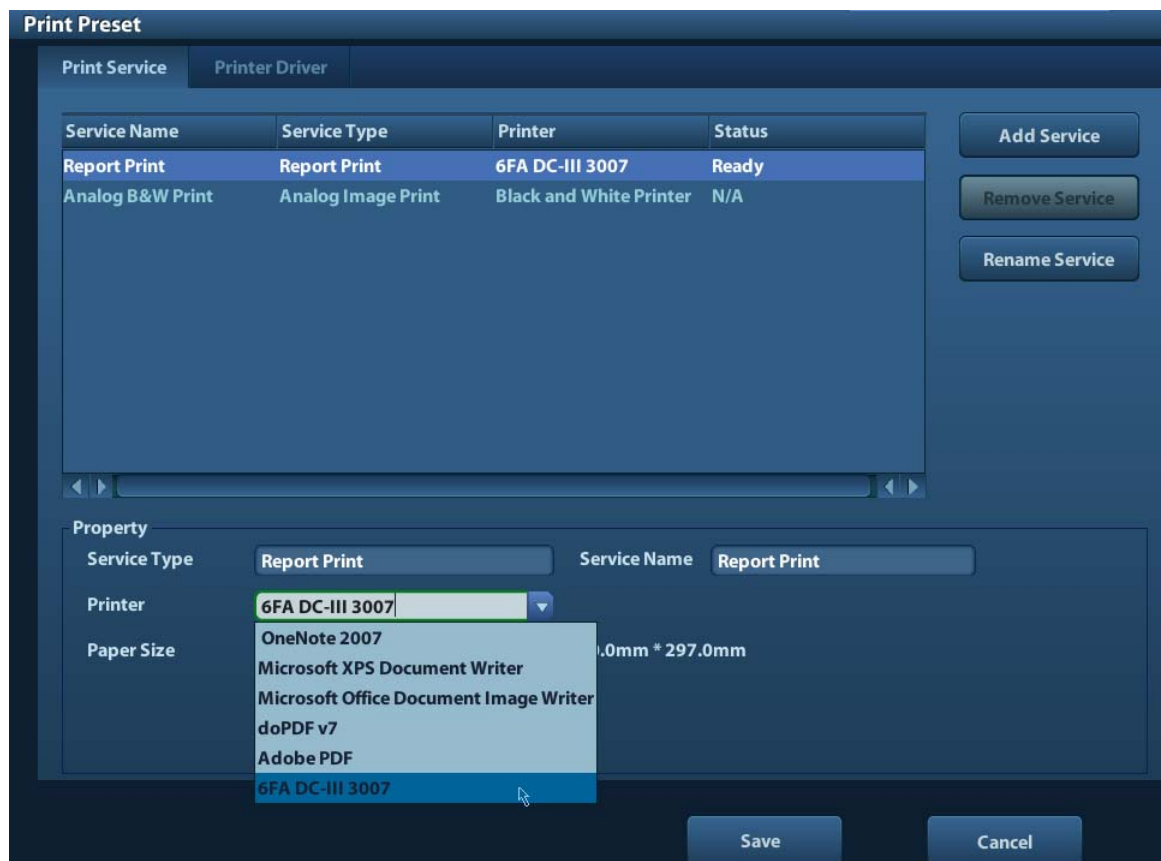 Print Preset
Print Service Printer Driver
Service Name Service Type Printer Status
Report Print Report Print 6FA DC-III 3007 Ready
Analog B&W Print Analog Image Print Black and White Printer N/A
Add Service
Remove Service
Rename Service
Property
Service Type Report Print Service Name Report Print
Printer 6FA DC-III 3007
Paper Size .0mm * 297.0mm
OneNote 2007
Microsoft XPS Document Writer
Microsoft Office Document Image Writer
doPDF v7
Adobe PDF
6FA DC-III 3007
Save Cancel